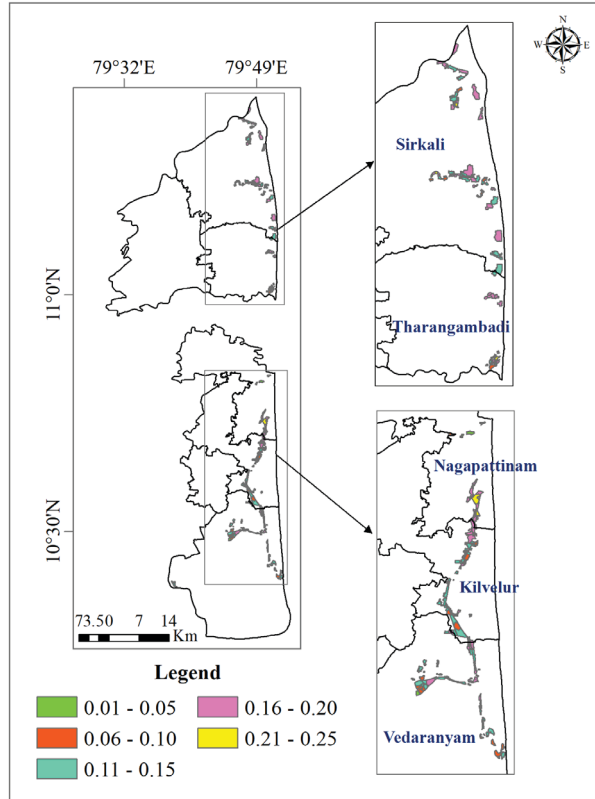 N
W E
S
79°32'E 79°49'E
Sirkali
11°0'N
Tharangambadi
Nagapattinam
10°30'N
Kilvelur
73.50 7 14
Km
Legend
0.01 - 0.05 0.16 - 0.20
0.06 - 0.10 0.21 - 0.25
0.11 - 0.15
Vedaranyam